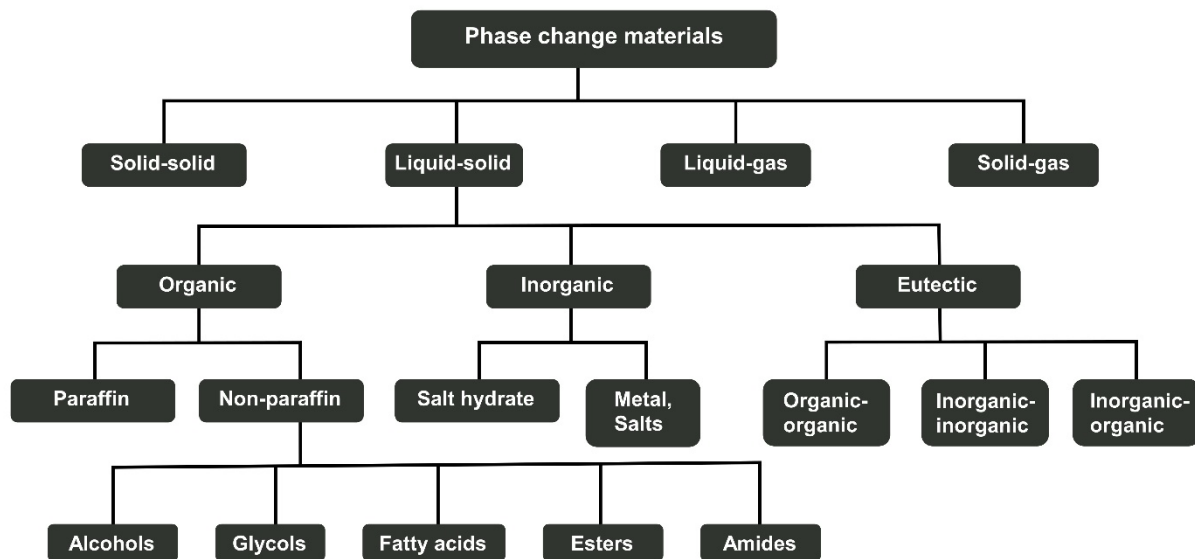 Phase change materials
Solid-solid
Liquid-solid
Liquid-gas
Solid-gas
Organic
Inorganic
Eutectic
Paraffin
Non-paraffin
Salt hydrate
Metal,
Salts
Organic-
organic
Inorganic-
inorganic
Inorganic-
organic
Alcohols
Glycols
Fatty acids
Esters
Amides